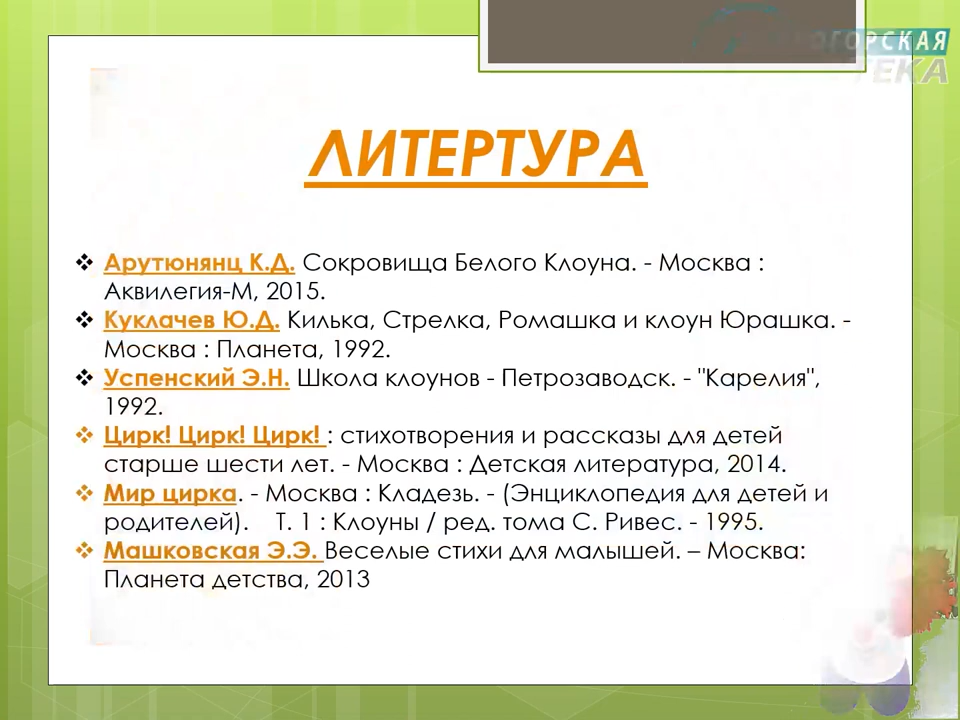 ОГОРСКАЯ
ТЕКА
ЛИТЕРТУРА
❖ Арутюнянц К.Д. Сокровища Белого Клоуна. - Москва :
Аквилегия-М, 2015.
❖ Куклачев Ю.Д. Килька, Стрелка, Ромашка и клоун Юрашка. -
Москва : Планета, 1992.
❖ Успенский Э.Н. Школа клоунов - Петрозаводск. - "Карелия",
1992.
❖ Цирк! Цирк! Цирк! : стихотворения и рассказы для детей
старше шести лет. - Москва : Детская литература, 2014.
❖ Мир цирка. - Москва : Кладезь. - (Энциклопедия для детей и
родителей). Т. 1 : Клоуны / ред. тома С. Ривес. - 1995.
❖ Машковская Э.Э. Веселые стихи для малышей. – Москва:
Планета детства, 2013